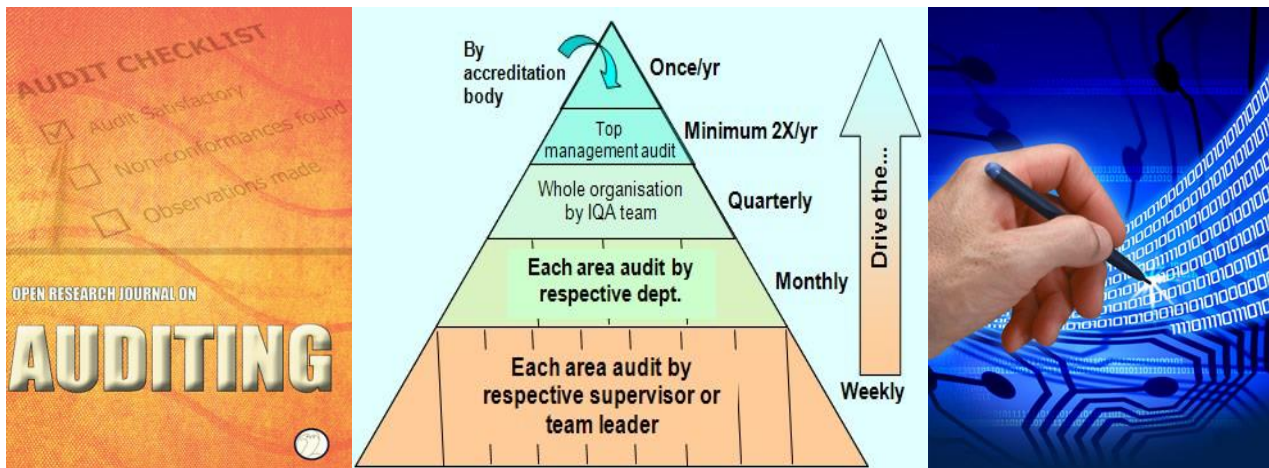 AUDIT CHECKLIST
Audit Satisfactory
Non-conformances found
Observations made
OPEN RESEARCH JOURNAL ON
AUDITING
By
accreditation
body
Once/yr
Top
management audit
Minimum 2X/yr
Whole organisation
by IQA team
Quarterly
Each area audit by
respective dept.
Monthly
Each area audit by
respective supervisor or
team leader
Weekly
Drive the...